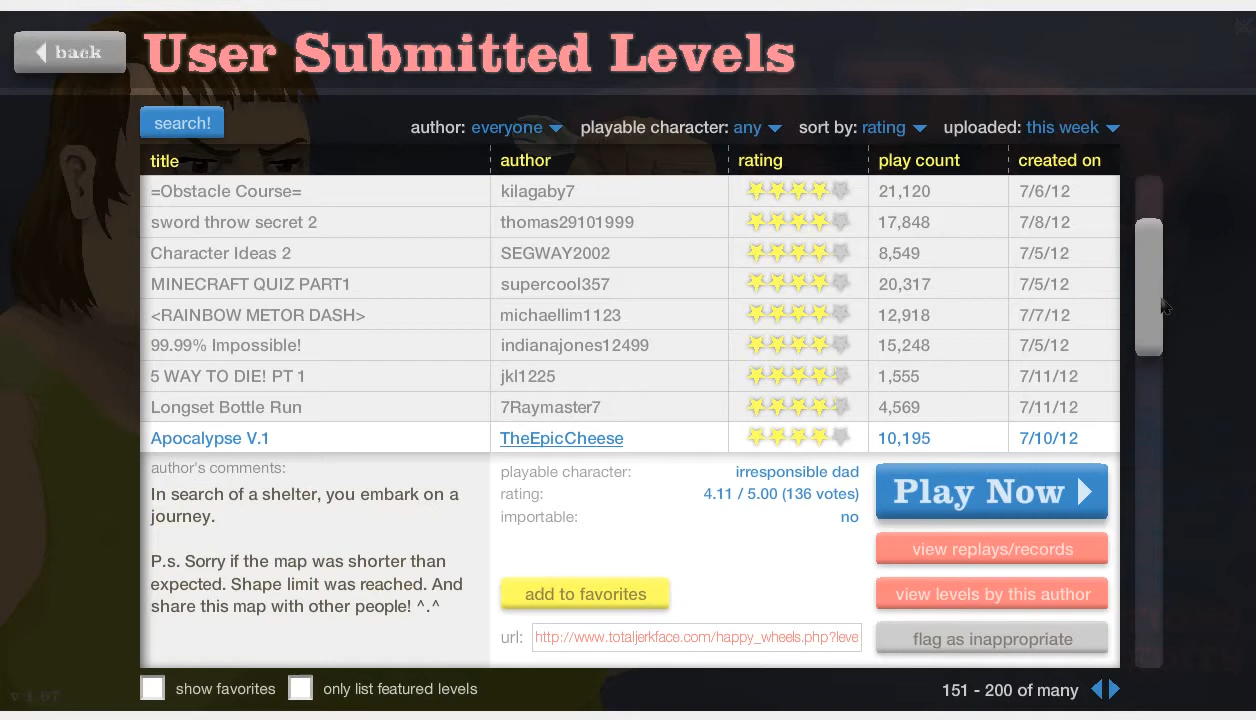 back
User Submitted Levels
search!
author: everyone playable character: any sort by: rating uploaded: this week
title author rating play count created on
=Obstacle Course= kilagaby7 21,120 7/6/12
sword throw secret 2 thomas29101999 17,848 7/8/12
Character Ideas 2 SEGWAY2002 8,549 7/5/12
MINECRAFT QUIZ PART1 supercool357 20,317 7/5/12
<RAINBOW METOR DASH> michaellim1123 12,918 7/7/12
99.99% Impossible! indianajones12499 15,248 7/5/12
5 WAY TO DIE! PT 1 jkl1225 1,555 7/11/12
Longset Bottle Run 7Raymaster7 4,569 7/11/12
Apocalypse V.1 TheEpicCheese 10,195 7/10/12
author's comments:
In search of a shelter, you embark on a
journey.
P.s. Sorry if the map was shorter than
expected. Shape limit was reached. And
share this map with other people! ^.^
playable character: irresponsible dad
rating: 4.11 / 5.00 (136 votes)
importable: no
add to favorites
url: http://www.totaljerkface.com/happy_wheels.php?leve
Play Now
view replays/records
view levels by this author
flag as inappropriate
show favorites only list featured levels
151 - 200 of many